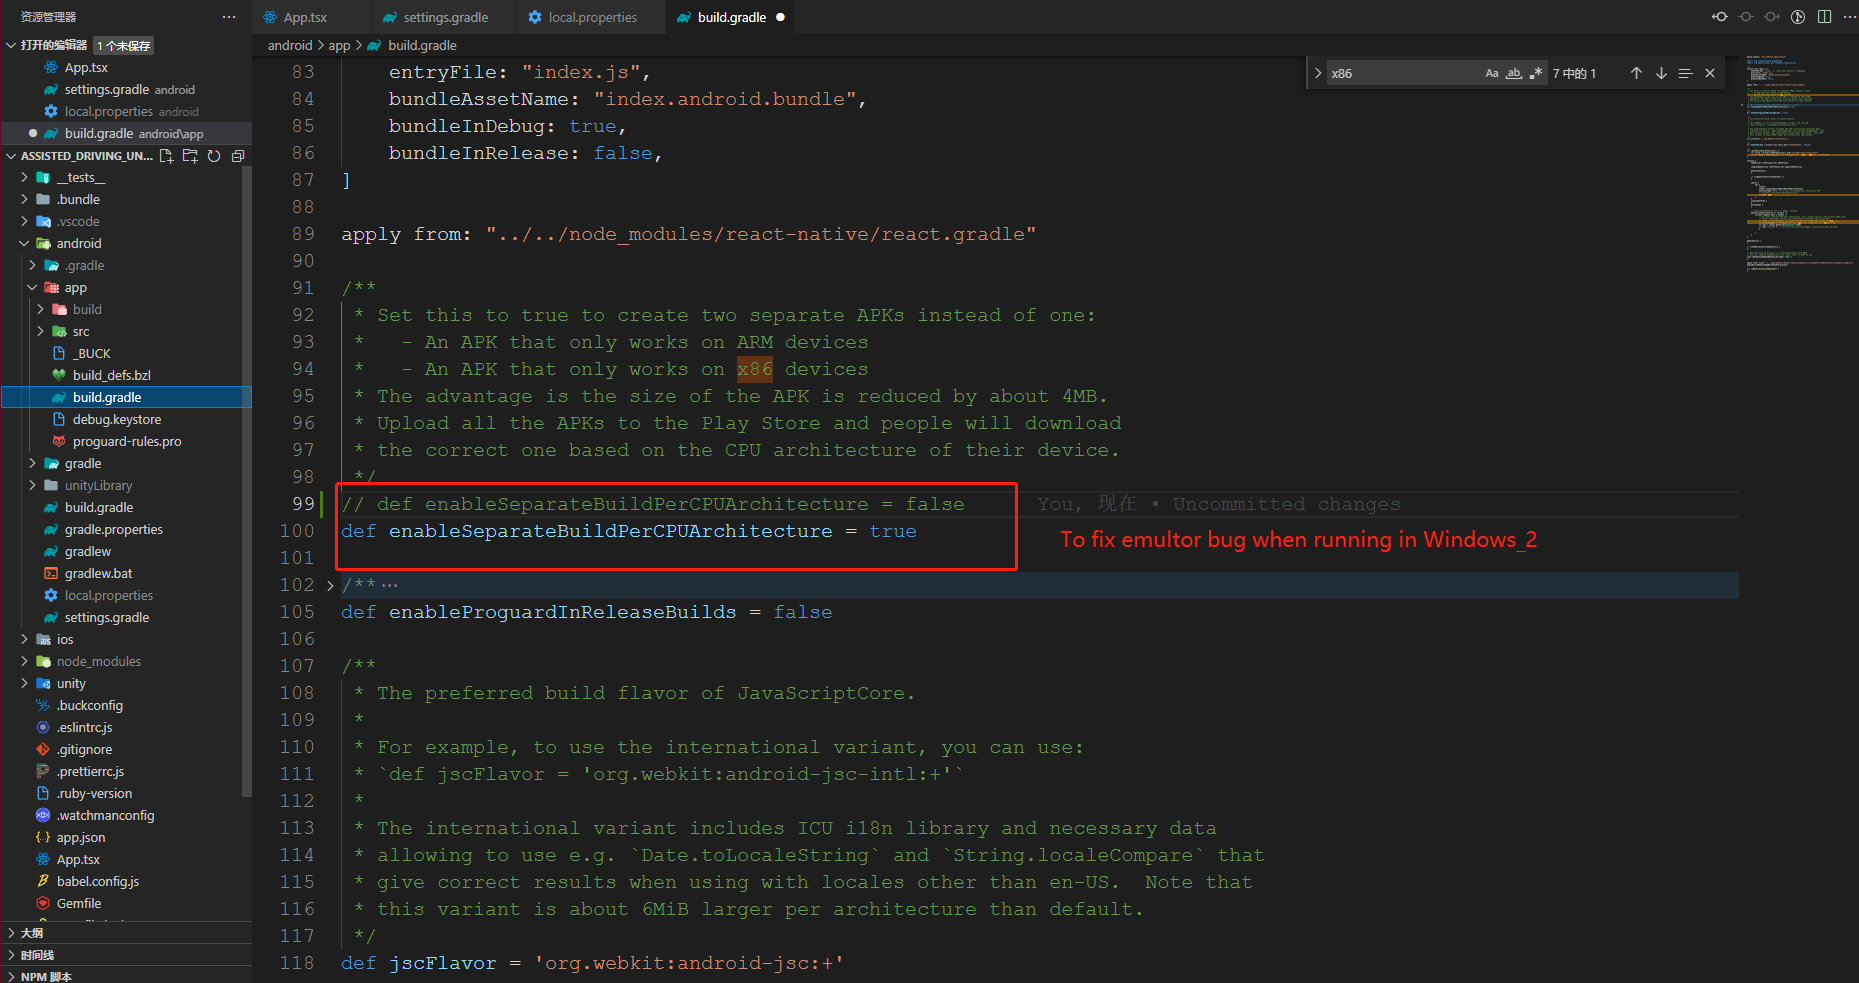 资源管理器
打开的编辑器 1 个未保存
App.tsx
settings.gradle android
local.properties android
build.gradle android\app
ASSISTED_DRIVING_UN...
__tests__
.bundle
.vscode
android
.gradle
app
build
src
_BUCK
build_defs.bzl
build.gradle
debug.keystore
proguard-rules.pro
gradle
unityLibrary
build.gradle
gradle.properties
gradlew
gradlew.bat
local.properties
settings.gradle
ios
node_modules
unity
.buckconfig
.eslintrc.js
.gitignore
.prettierrc.js
.ruby-version
.watchmanconfig
app.json
App.tsx
babel.config.js
Gemfile
大纲
时间线
NPM 脚本
App.tsx settings.gradle local.properties build.gradle
android > app > build.gradle
x86 Aa ab .* 7 中的 1
83 entryFile: "index.js",
84 bundleAssetName: "index.android.bundle",
85 bundleInDebug: true,
86 bundleInRelease: false,
87 ]
88
89 apply from: "../../node_modules/react-native/react.gradle"
90
91 /**
92 * Set this to true to create two separate APKs instead of one:
93 *   - An APK that only works on ARM devices
94 *   - An APK that only works on x86 devices
95 * The advantage is the size of the APK is reduced by about 4MB.
96 * Upload all the APKs to the Play Store and people will download
97 * the correct one based on the CPU architecture of their device.
98 */
99 // def enableSeparateBuildPerCPUArchitecture = false You, 现在 • Uncommitted changes
100 def enableSeparateBuildPerCPUArchitecture = true
To fix emultor bug when running in Windows_2
101
102 /** ...
105 def enableProguardInReleaseBuilds = false
106
107 /**
108 * The preferred build flavor of JavaScriptCore.
109 *
110 * For example, to use the international variant, you can use:
111 * `def jscFlavor = 'org.webkit:android-jsc-intl:+'`
112 *
113 * The international variant includes ICU i18n library and necessary data
114 * allowing to use e.g. `Date.toLocaleString` and `String.localeCompare` that
115 * give correct results when using with locales other than en-US.  Note that
116 * this variant is about 6MiB larger per architecture than default.
117 */
118 def jscFlavor = 'org.webkit:android-jsc:+'